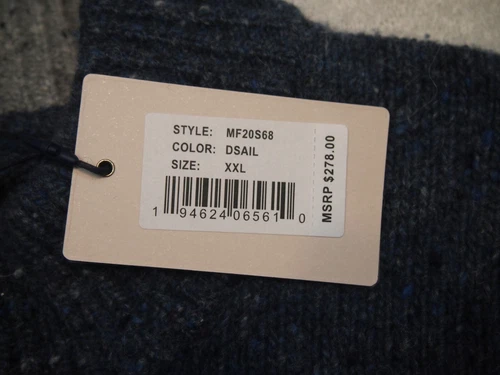 STYLE: MF20S68
COLOR: DSAIL
SIZE: XXL
1 94624 06561 0
MSRP $278.00